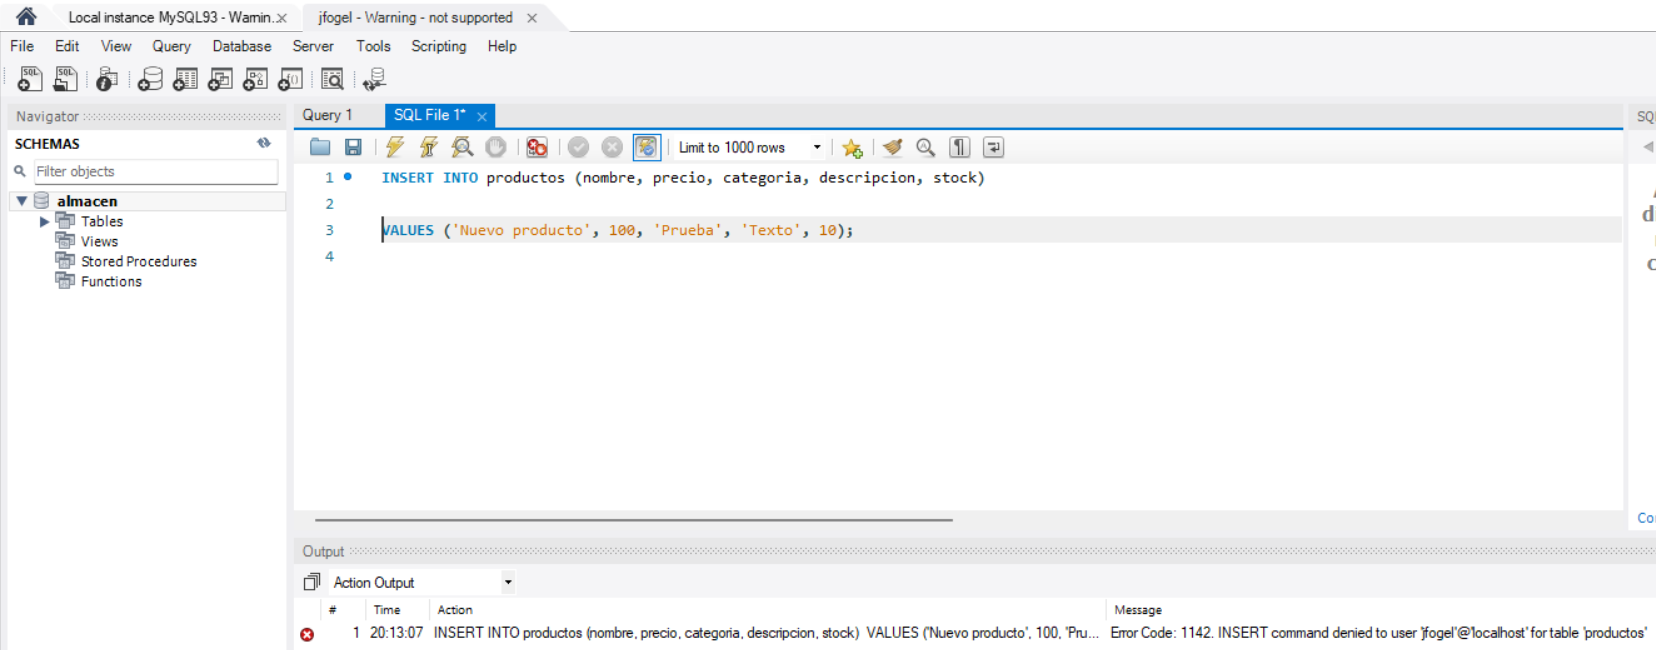 Local instance MySQL93 - Warnin... jfogel - Warning - not supported
File Edit View Query Database Server Tools Scripting Help
Navigator
SCHEMAS
Filter objects
almacen
Tables
Views
Stored Procedures
Functions
Query 1 SQL File 1*
Limit to 1000 rows
1 INSERT INTO productos (nombre, precio, categoria, descripcion, stock)
2
3 VALUES ('Nuevo producto', 100, 'Prueba', 'Texto', 10);
4
Output
Action Output
# Time Action Message
1 20:13:07 INSERT INTO productos (nombre, precio, categoria, descripcion, stock) VALUES ('Nuevo producto', 100, 'Pru... Error Code: 1142. INSERT command denied to user 'jfogel'@'localhost' for table 'productos'